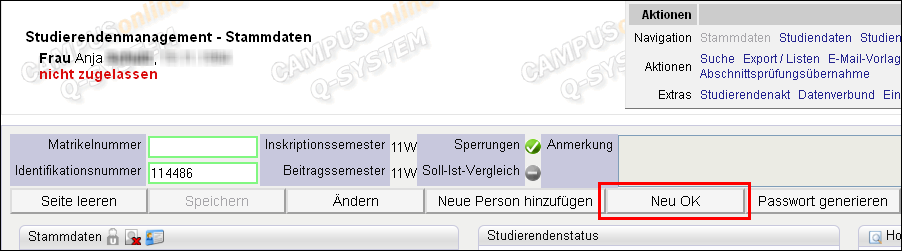 CAMPUSonline Q-SYSTEM
CAMPUSonline Q-SYSTEM
Studierendenmanagement - Stammdaten
Frau Anja
nicht zugelassen
Aktionen
Navigation Stammdaten Studiendaten Studien
Aktionen Suche Export / Listen E-Mail-Vorlag
Abschnittsprüfungsübernahme
Extras Studierendenakt Datenverbund Ein
Matrikelnummer Inskriptionssemester 11W Sperrungen Anmerkung
Identifikationsnummer 114486 Beitragssemester 11W Soll-Ist-Vergleich
Seite leeren Speichern Ändern Neue Person hinzufügen Neu OK Passwort generieren
Stammdaten Studierendenstatus Ho